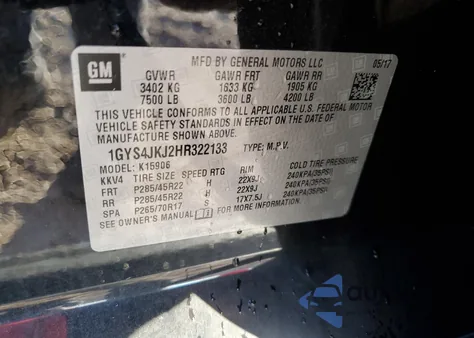 GM
MFD BY GENERAL MOTORS LLC 05/17
GVWR GAWR FRT GAWR RR
3402 KG 1633 KG 1905 KG
7500 LB 3600 LB 4200 LB
THIS VEHICLE CONFORMS TO ALL APPLICABLE U.S. FEDERAL MOTOR
VEHICLE SAFETY STANDARDS IN EFFECT ON THE DATE OF
MANUFACTURE SHOWN ABOVE.
1GYS4JKJ2HR322133 TYPE: M.P.V.
MODEL: K15906
KKV4 TIRE SIZE SPEED RTG RIM COLD TIRE PRESSURE
FRT P285/45R22 H 22X9J 240KPA(35PSI)
RR P285/45R22 H 22X9J 240KPA(35PSI)
SPA P265/70R17 S 17X7.5J 240KPA(35PSI)
SEE OWNER'S MANUAL FOR MORE INFORMATION.